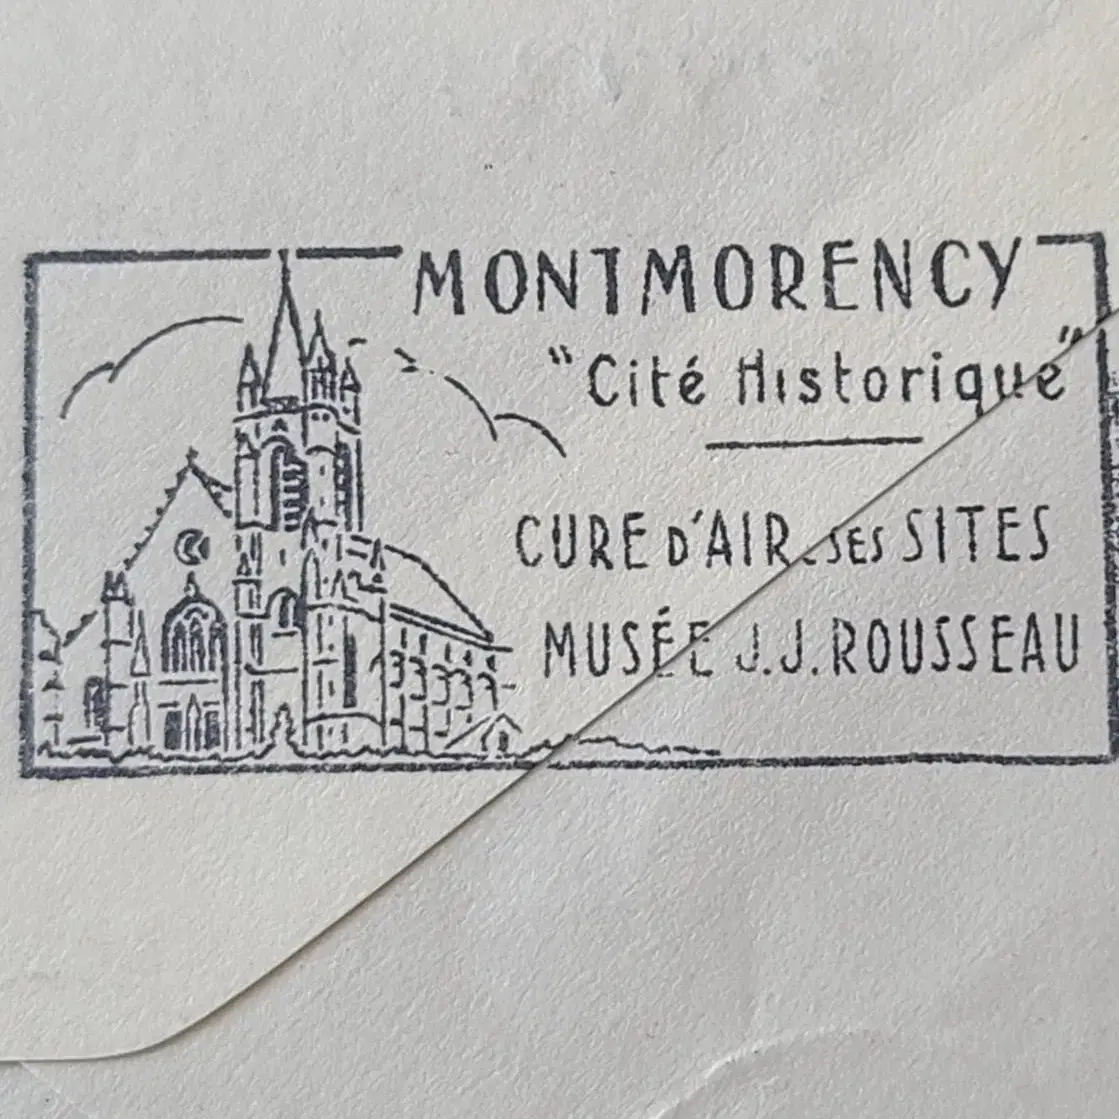 MONTMORENCY
"Cité Historique"
CURE D'AIR . SES SITES
MUSÉE J.J.ROUSSEAU